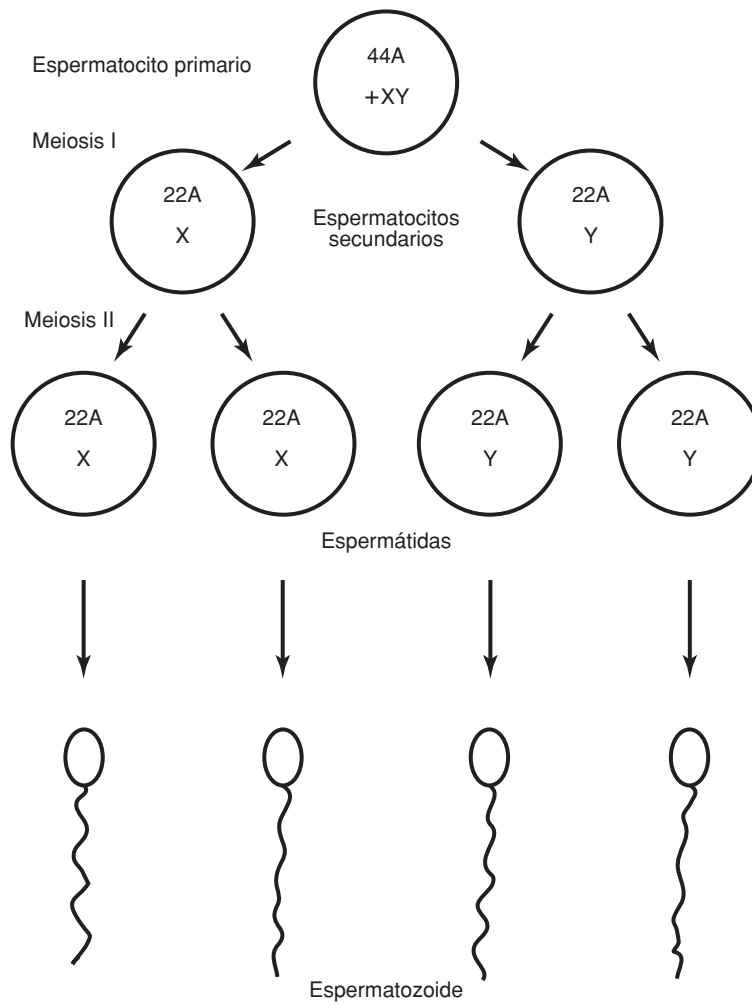 Espermatocito primario
44A
+XY
Meiosis I
22A
X
Espermatocitos
secundarios
22A
Y
Meiosis II
22A
X
22A
X
22A
Y
22A
Y
Espermátidas
Espermatozoide